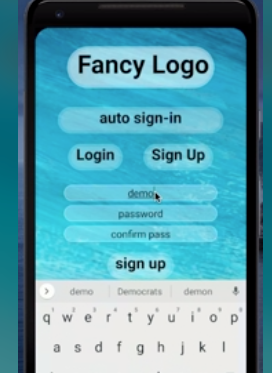 Fancy Logo
auto sign-in
Login Sign Up
demo
password
confirm pass
sign up
demo Democrats demon
q w e r t y u i o p
a s d f g h j k l